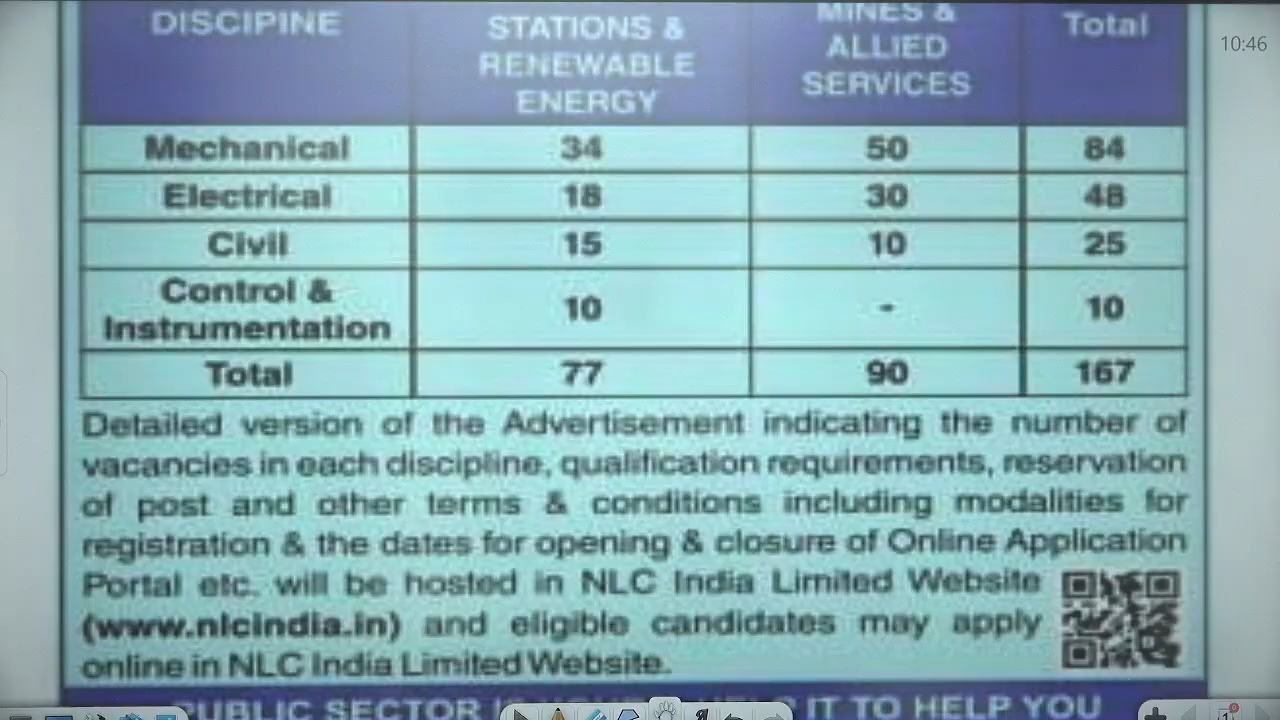 DISCIPINE
STATIONS &
RENEWABLE
ENERGY
MINES &
ALLIED
SERVICES
Total
10:46
Mechanical 34 50 84
Electrical 18 30 48
Civil 15 10 25
Control &
Instrumentation 10 - 10
Total 77 90 167
Detailed version of the Advertisement indicating the number of
vacancies in each discipline, qualification requirements, reservation
of post and other terms & conditions including modalities for
registration & the dates for opening & closure of Online Application
Portal etc. will be hosted in NLC India Limited Website
(www.nlcindia.in) and eligible candidates may apply
online in NLC India Limited Website.
PUBLIC SECTOR IT TO HELP YOU